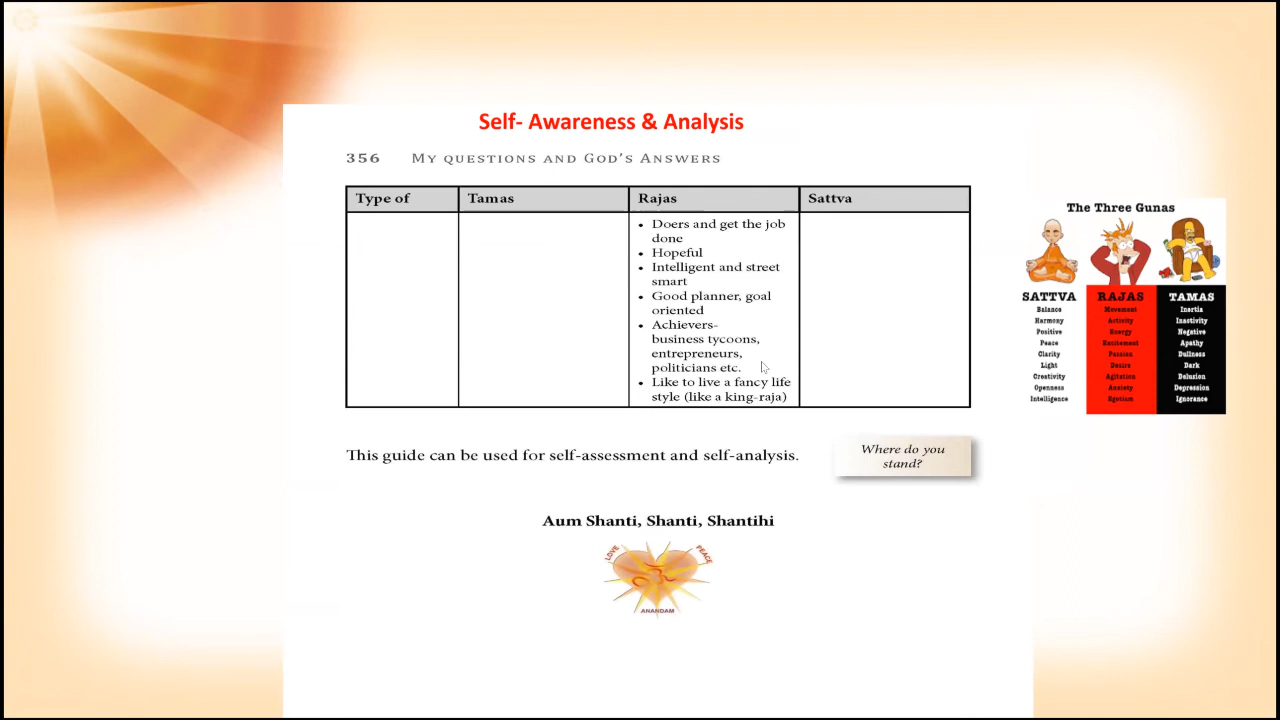 Self- Awareness & Analysis
356 My questions and God's Answers
Type of Tamas Rajas Sattva
• Doers and get the job
done
• Hopeful
• Intelligent and street
smart
• Good planner, goal
oriented
• Achievers-
business tycoons,
entrepreneurs,
politicians etc.
• Like to live a fancy life
style (like a king-raja)
This guide can be used for self-assessment and self-analysis.
Where do you
stand?
Aum Shanti, Shanti, Shantihi
LOVE
PEACE
ॐ
ANANDAM
The Three Gunas
SATTVA
Balance
Harmony
Positive
Peace
Clarity
Light
Creativity
Openness
Intelligence
RAJAS
Movement
Activity
Energy
Excitement
Passion
Desire
Agitation
Anxiety
Egotism
TAMAS
Inertia
Inactivity
Negative
Apathy
Dullness
Dark
Delusion
Depression
Ignorance